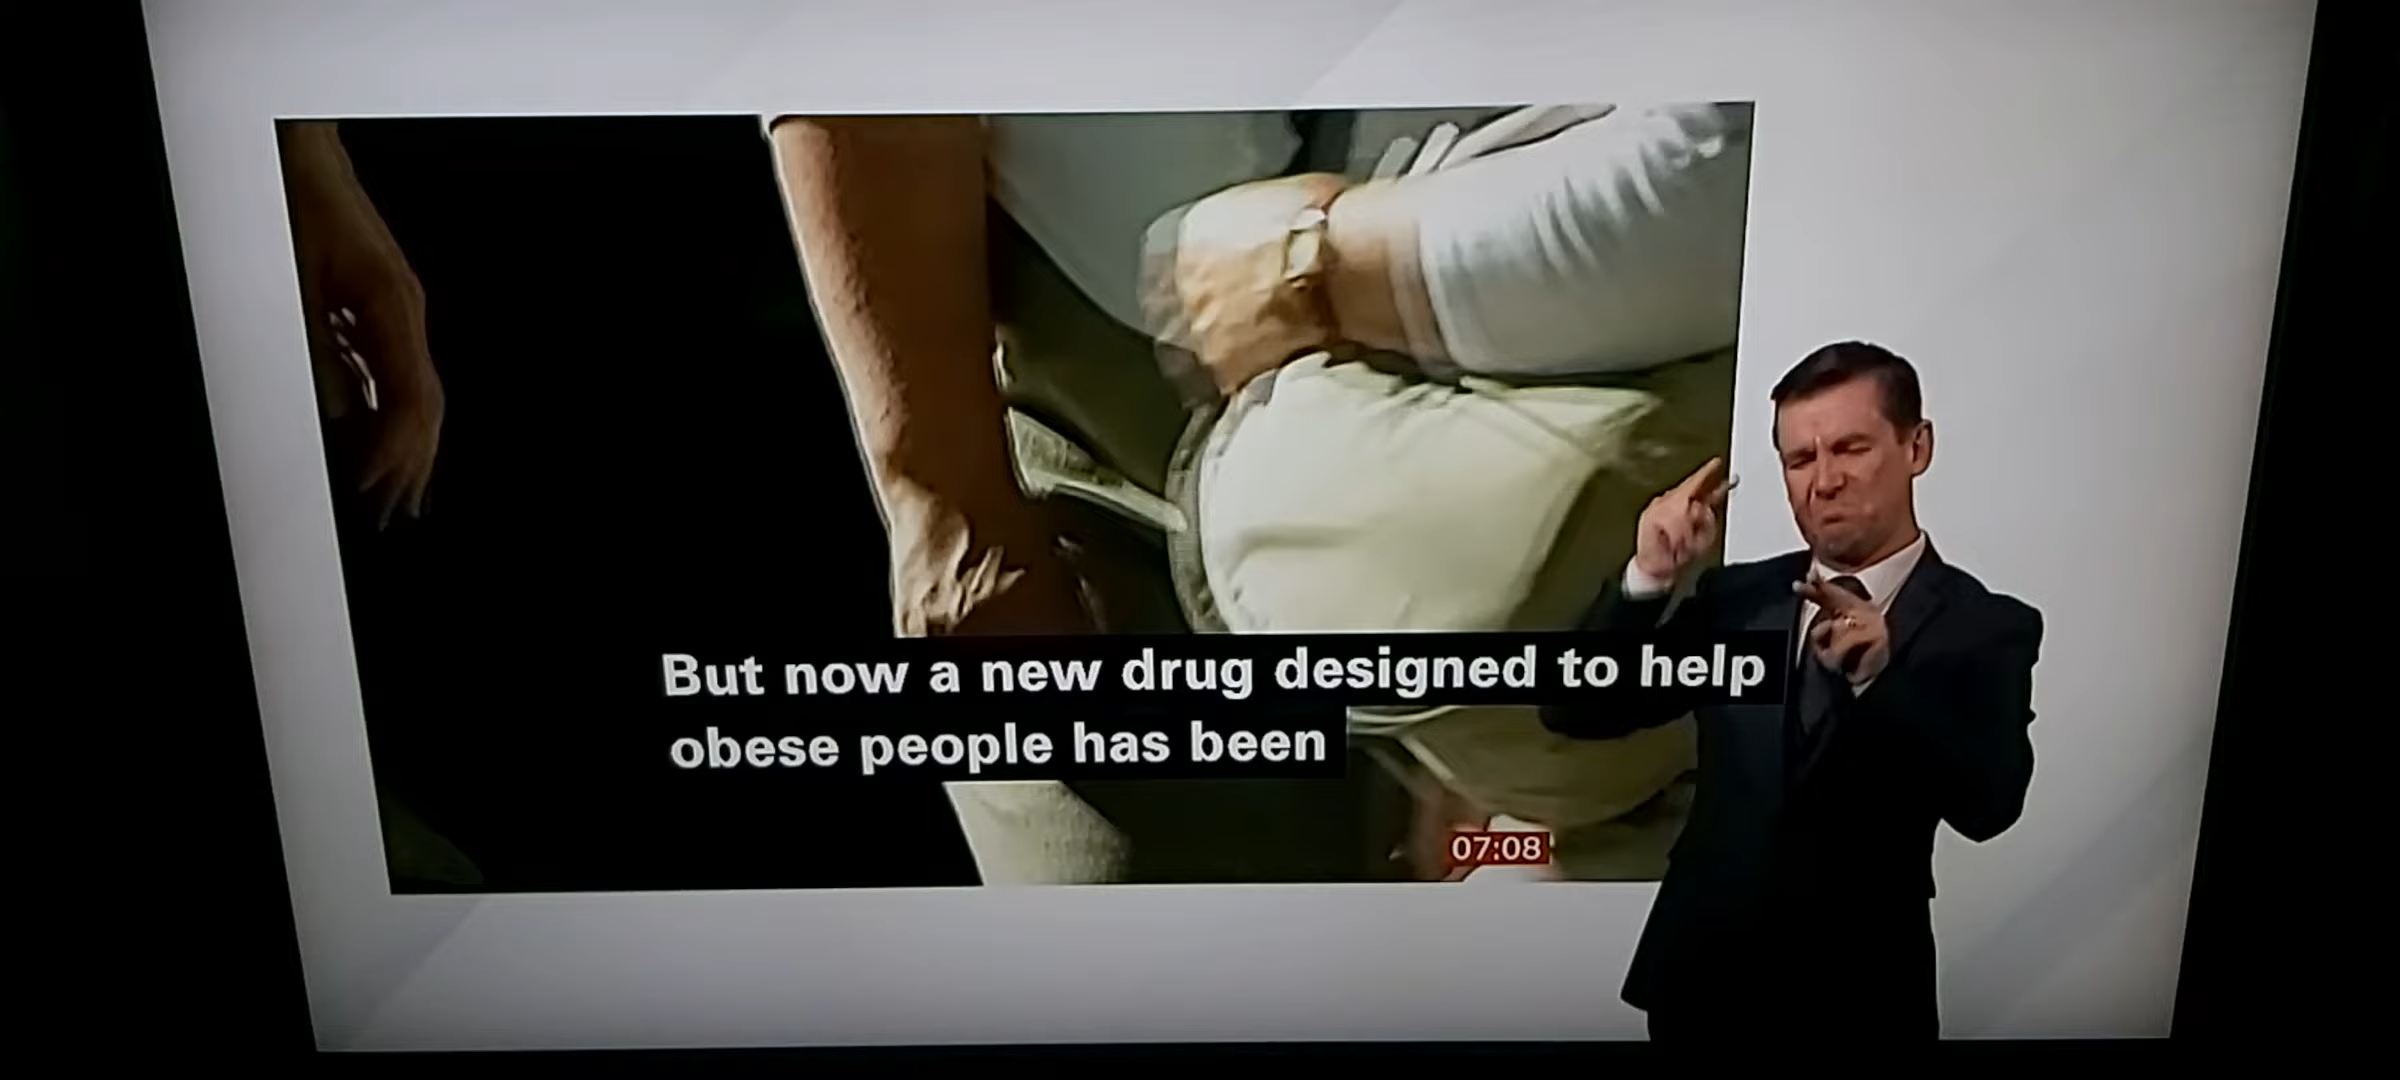 But now a new drug designed to help
obese people has been
07:08